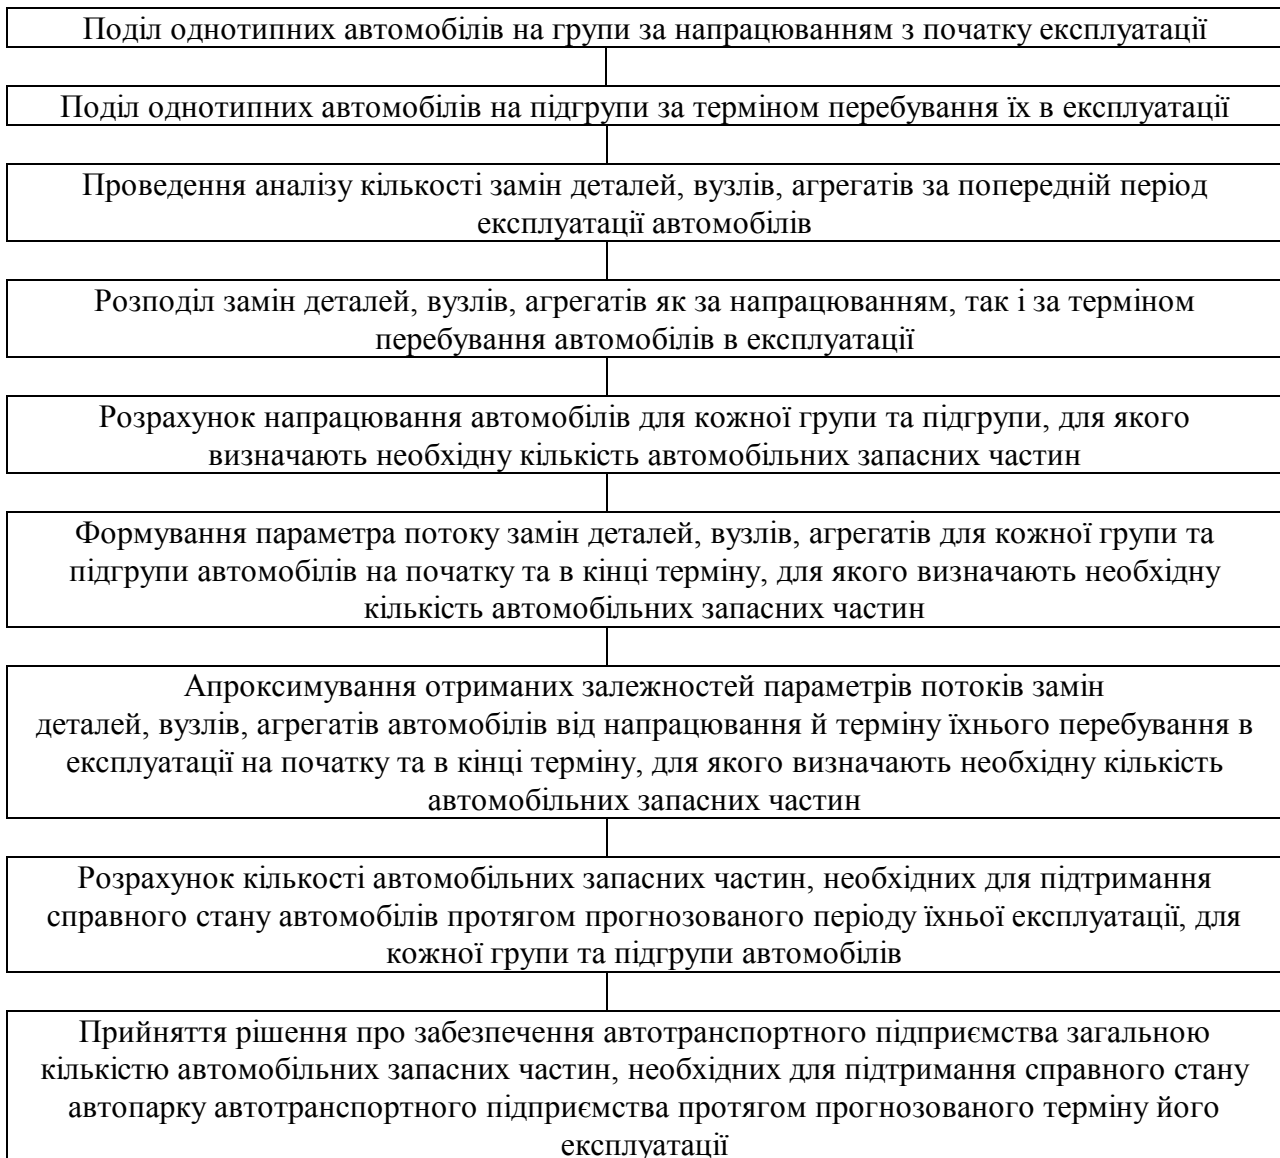 Поділ однотипних автомобілів на групи за напрацюванням з початку експлуатації
Поділ однотипних автомобілів на підгрупи за терміном перебування їх в експлуатації
Проведення аналізу кількості замін деталей, вузлів, агрегатів за попередній період
експлуатації автомобілів
Розподіл замін деталей, вузлів, агрегатів як за напрацюванням, так і за терміном
перебування автомобілів в експлуатації
Розрахунок напрацювання автомобілів для кожної групи та підгрупи, для якого
визначають необхідну кількість автомобільних запасних частин
Формування параметра потоку замін деталей, вузлів, агрегатів для кожної групи та
підгрупи автомобілів на початку та в кінці терміну, для якого визначають необхідну
кількість автомобільних запасних частин
Апроксимування отриманих залежностей параметрів потоків замін
деталей, вузлів, агрегатів автомобілів від напрацювання й терміну їхнього перебування в
експлуатації на початку та в кінці терміну, для якого визначають необхідну кількість
автомобільних запасних частин
Розрахунок кількості автомобільних запасних частин, необхідних для підтримання
справного стану автомобілів протягом прогнозованого періоду їхньої експлуатації, для
кожної групи та підгрупи автомобілів
Прийняття рішення про забезпечення автотранспортного підприємства загальною
кількістю автомобільних запасних частин, необхідних для підтримання справного стану
автопарку автотранспортного підприємства протягом прогнозованого терміну його
експлуатації